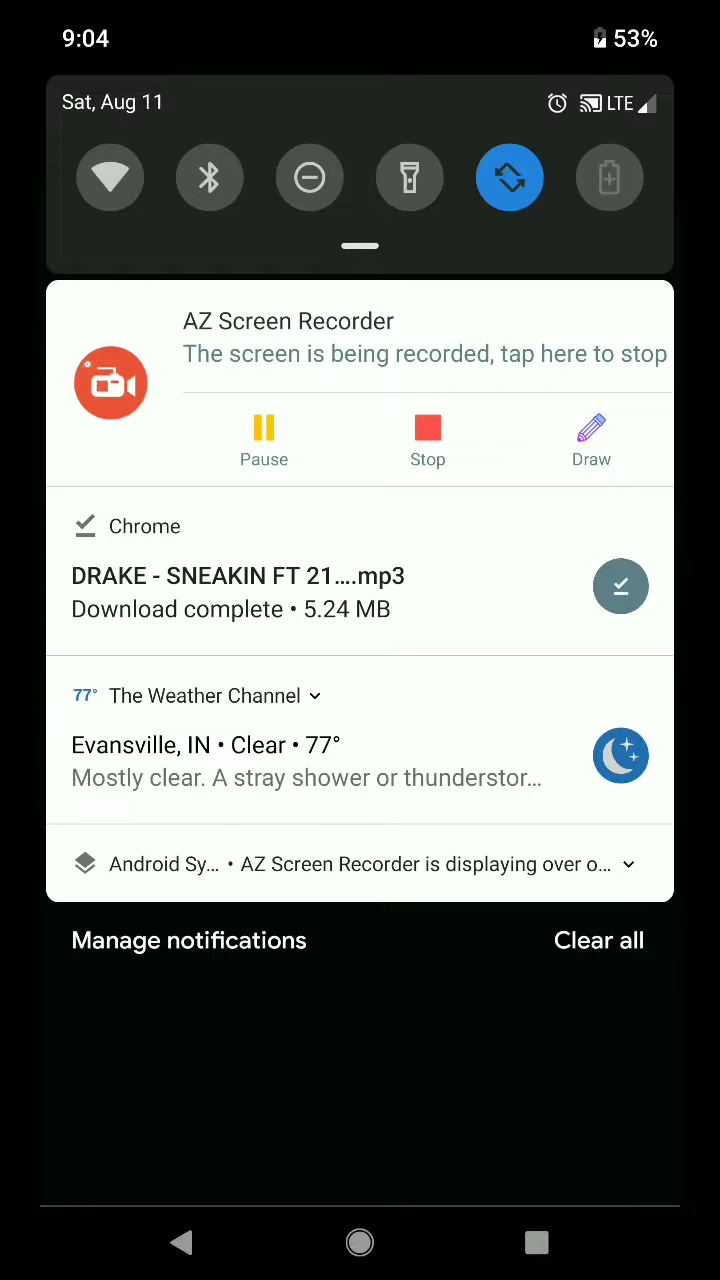 9:04 53%
Sat, Aug 11 LTE
AZ Screen Recorder
The screen is being recorded, tap here to stop
Pause Stop Draw
Chrome
DRAKE - SNEAKIN FT 21....mp3
Download complete • 5.24 MB
77° The Weather Channel
Evansville, IN • Clear • 77°
Mostly clear. A stray shower or thunderstor...
Android Sy... • AZ Screen Recorder is displaying over o...
Manage notifications Clear all